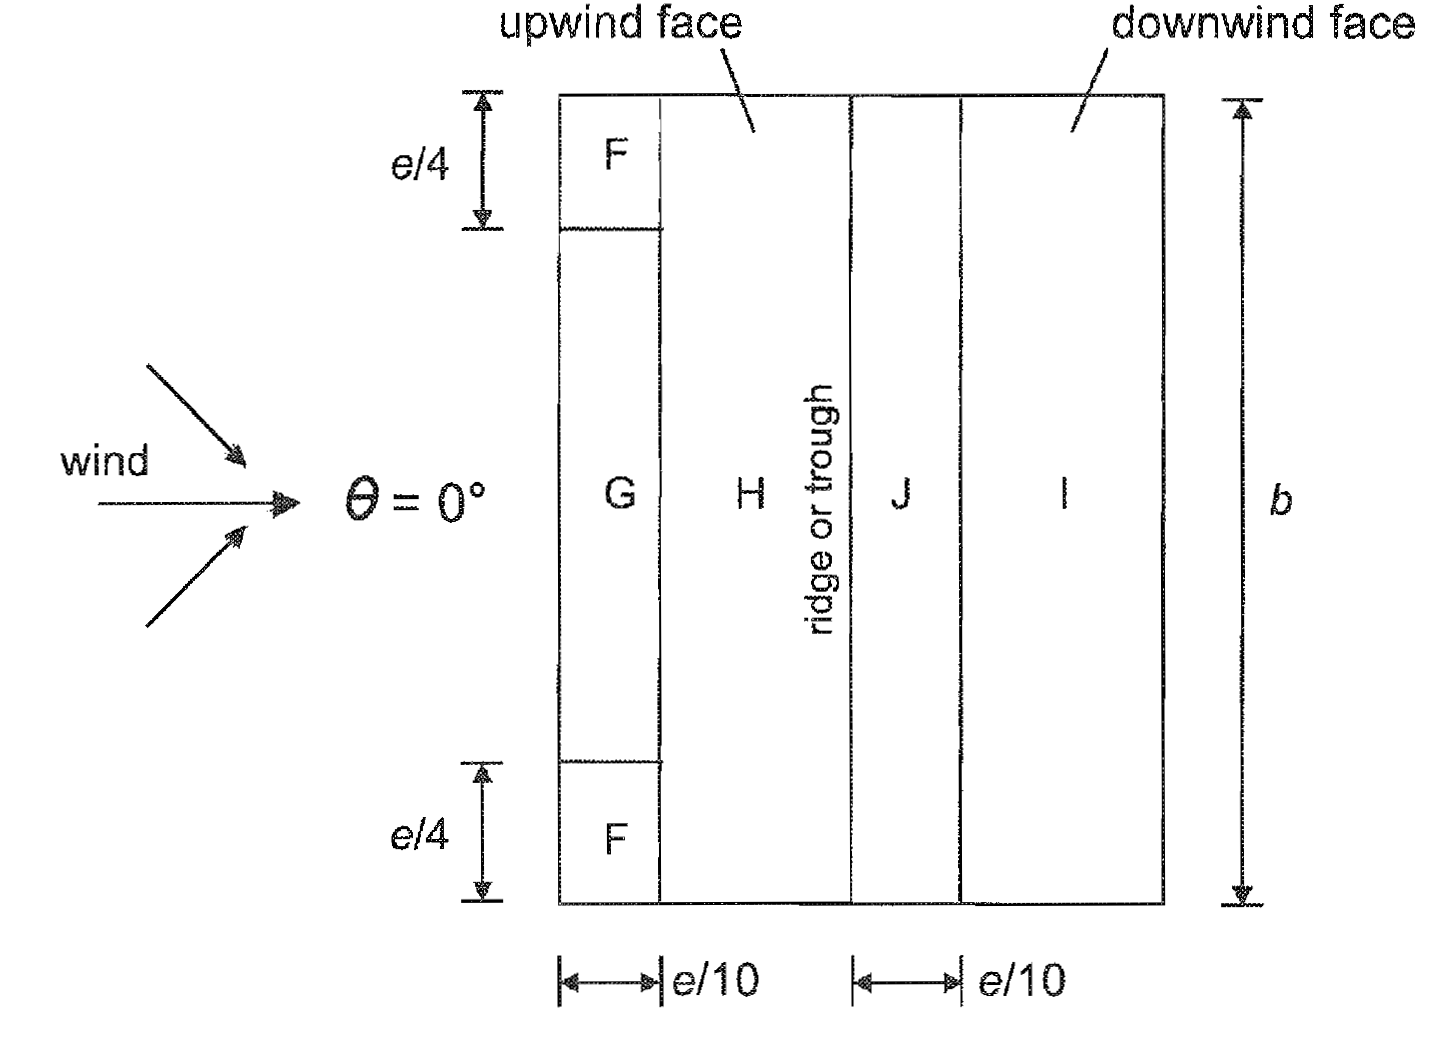 upwind face
downwind face
e/4
F
wind
θ = 0°
G
H
ridge or trough
J
I
b
e/4
F
e/10
e/10